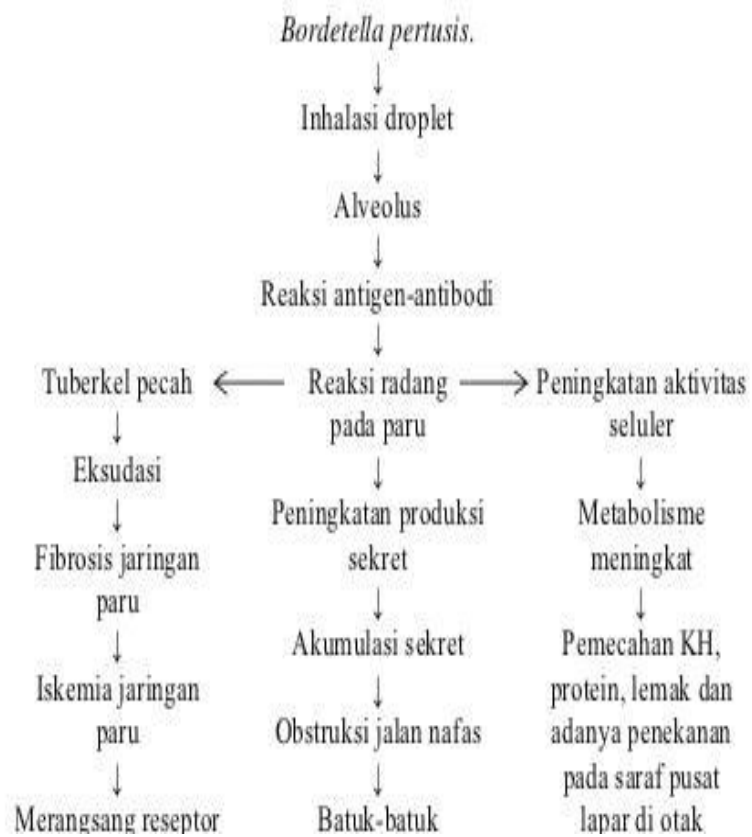 Bordetella pertusis.
Inhalasi droplet
Alveolus
Reaksi antigen-antibodi
Tuberkel pecah
Eksudasi
Fibrosis jaringan
paru
Iskemia jaringan
paru
Merangsang reseptor
Reaksi radang
pada paru
Peningkatan produksi
sekret
Akumulasi sekret
Obstruksi jalan nafas
Batuk-batuk
Peningkatan aktivitas
seluler
Metabolisme
meningkat
Pemecahan KH,
protein, lemak dan
adanya penekanan
pada saraf pusat
lapar di otak